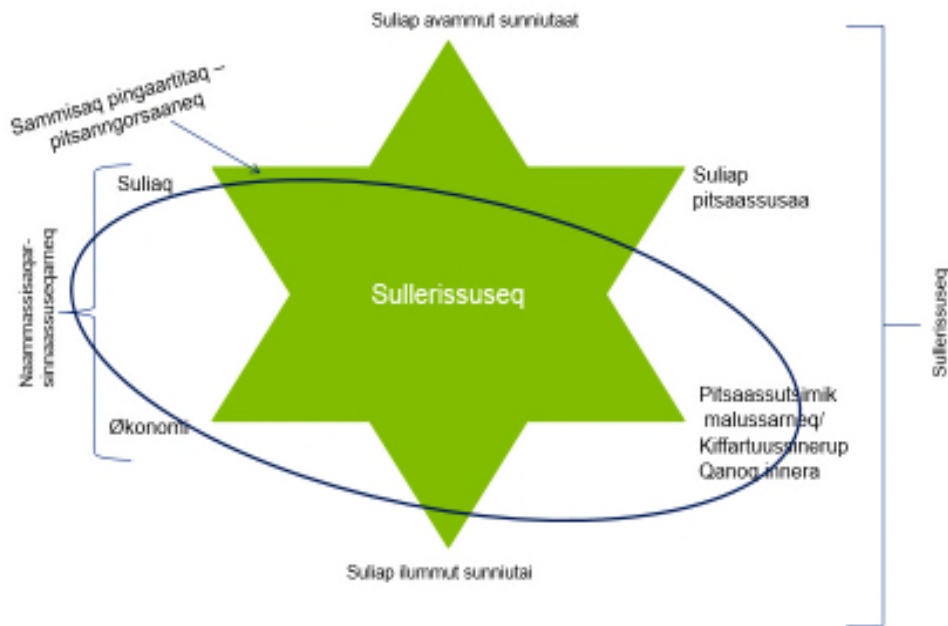 Suliap avammut sunniutaat
Sammisaq pingaartitaq –
pitsanngorsaaneq
Suliaq
Suliap
pitsaassusaa
Naammassisaqar-
sinnaassuseqarneq
Sullerissuseq
Sullerissuseq
Økonomi
Pitsaassutsimik
malussarneq/
Kiffartuussinerup
Qanoq innera
Suliap ilummut sunniutai